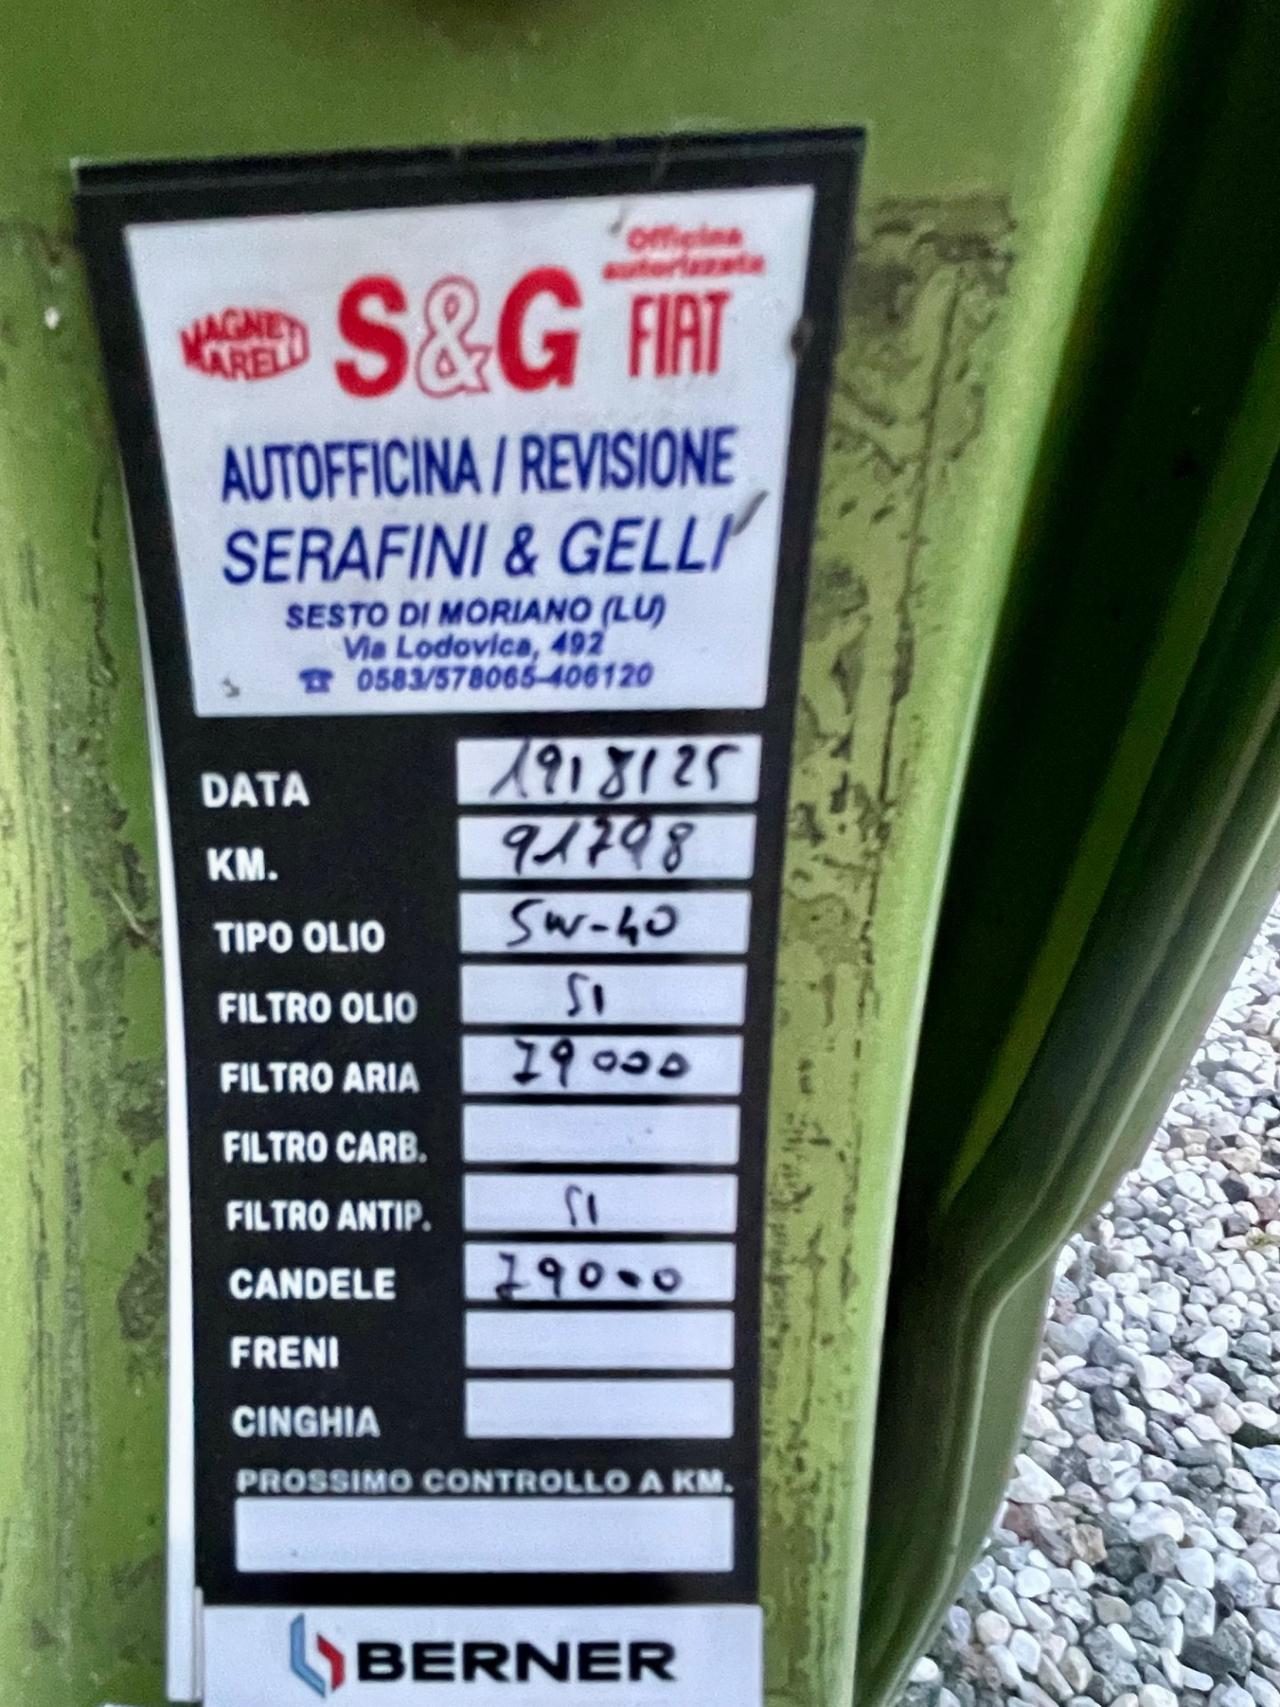 MAGNETI MARELLI
S&G
Officina autorizzata
FIAT
AUTOFFICINA / REVISIONE
SERAFINI & GELLI
SESTO DI MORIANO (LU)
Via Lodovica, 492
☎ 0583/578065-406120
DATA 19/8/25
KM. 91798
TIPO OLIO 5W-40
FILTRO OLIO SI
FILTRO ARIA 79000
FILTRO CARB.
FILTRO ANTIP. SI
CANDELE 79000
FRENI
CINGHIA
PROSSIMO CONTROLLO A KM.
BERNER